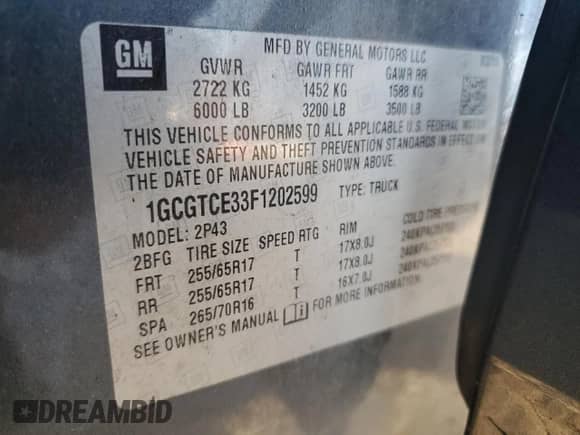 GM
MFD BY GENERAL MOTORS LLC
GVWR GAWR FRT GAWR RR
2722 KG 1452 KG 1588 KG
6000 LB 3200 LB 3500 LB
THIS VEHICLE CONFORMS TO ALL APPLICABLE U.S. FEDERAL MOTOR
VEHICLE SAFETY AND THEFT PREVENTION STANDARDS IN EFFECT ON
THE DATE OF MANUFACTURE SHOWN ABOVE.
1GCGTCE33F1202599 TYPE: TRUCK
MODEL: 2P43
2BFG TIRE SIZE SPEED RTG RIM COLD TIRE PRESSURE
FRT 255/65R17 T 17X8.0J
RR 255/65R17 T 17X8.0J
SPA 265/70R16 T 16X7.0J
SEE OWNER'S MANUAL FOR MORE INFORMATION.
DREAMBID